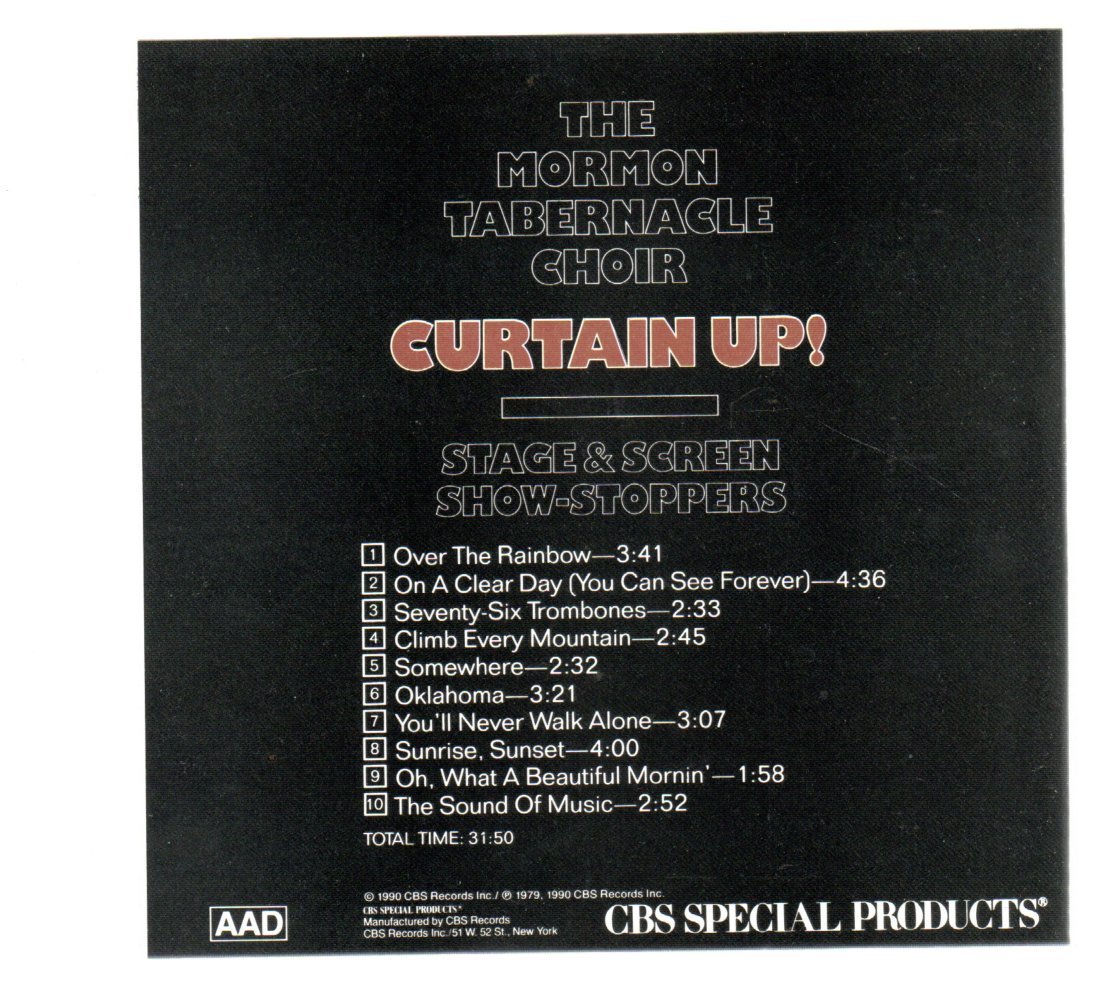 THE
MORMON
TABERNACLE
CHOIR
CURTAIN UP!
STAGE & SCREEN
SHOW-STOPPERS
1 Over The Rainbow—3:41
2 On A Clear Day (You Can See Forever)—4:36
3 Seventy-Six Trombones—2:33
4 Climb Every Mountain—2:45
5 Somewhere—2:32
6 Oklahoma—3:21
7 You'll Never Walk Alone—3:07
8 Sunrise, Sunset—4:00
9 Oh, What A Beautiful Mornin'—1:58
10 The Sound Of Music—2:52
TOTAL TIME: 31:50
© 1990 CBS Records Inc./ ℗ 1979, 1990 CBS Records Inc.
CBS SPECIAL PRODUCTS®
Manufactured by CBS Records
CBS Records Inc./51 W. 52 St., New York
AAD
CBS SPECIAL PRODUCTS®